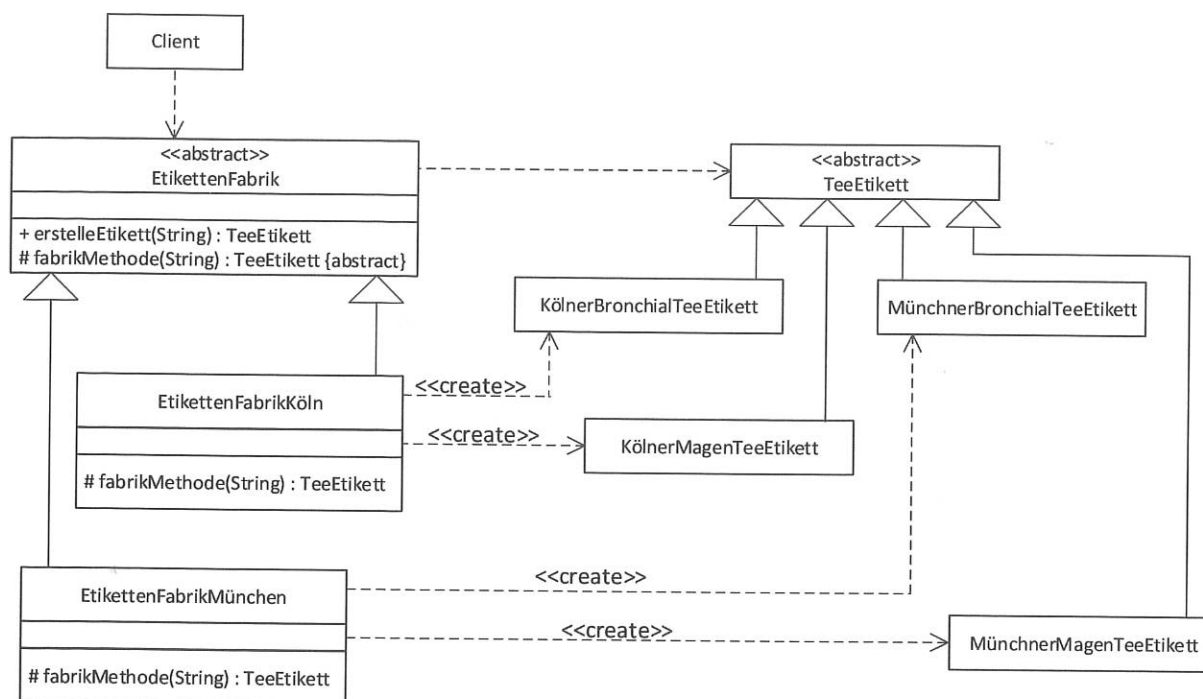 Client
<<abstract>>
EtikettenFabrik
+ erstelleEtikett(String) : TeeEtikett
# fabrikMethode(String) : TeeEtikett {abstract}
<<abstract>>
TeeEtikett
KölnerBronchialTeeEtikett
MünchnerBronchialTeeEtikett
EtikettenFabrikKöln
# fabrikMethode(String) : TeeEtikett
<<create>>
<<create>>
KölnerMagenTeeEtikett
EtikettenFabrikMünchen
# fabrikMethode(String) : TeeEtikett
<<create>>
<<create>>
MünchnerMagenTeeEtikett